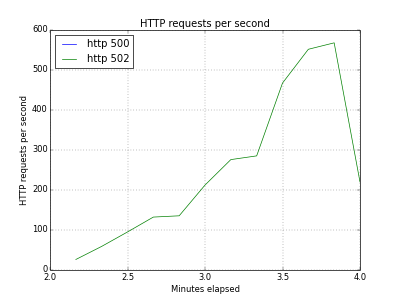 HTTP requests per second
600
http 500
http 502
500
400
300
200
100
0
HTTP requests per second
2.0 2.5 3.0 3.5 4.0
Minutes elapsed